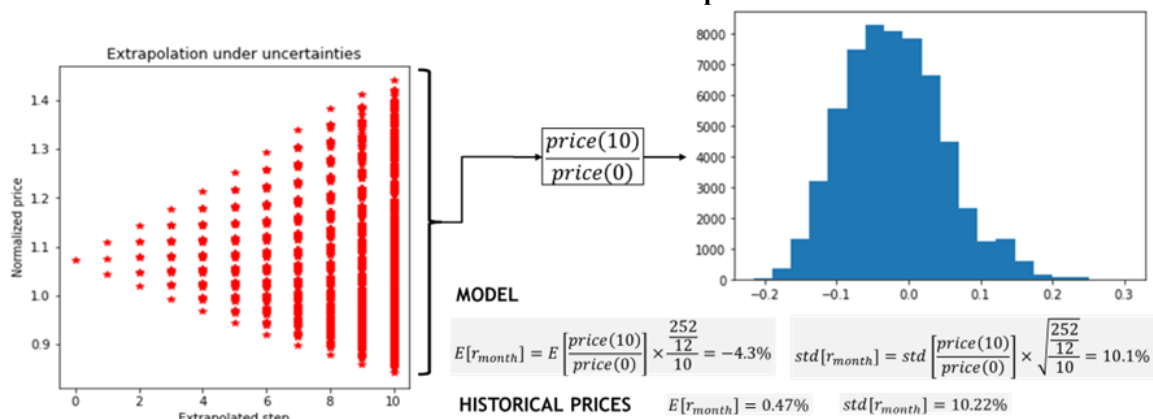 Extrapolation under uncertainties
Normalized price
1.4
1.3
1.2
1.1
1.0
0.9
0 2 4 6 8 10
Extrapolated step
price(10)
price(0)
8000
7000
6000
5000
4000
3000
2000
1000
0
−0.2 −0.1 0.0 0.1 0.2 0.3
MODEL
E[r_month] = E[price(10)/price(0)] × (252/12)/10 = −4.3%
std[r_month] = std[price(10)/price(0)] × √((252/12)/10) = 10.1%
HISTORICAL PRICES E[r_month] = 0.47% std[r_month] = 10.22%